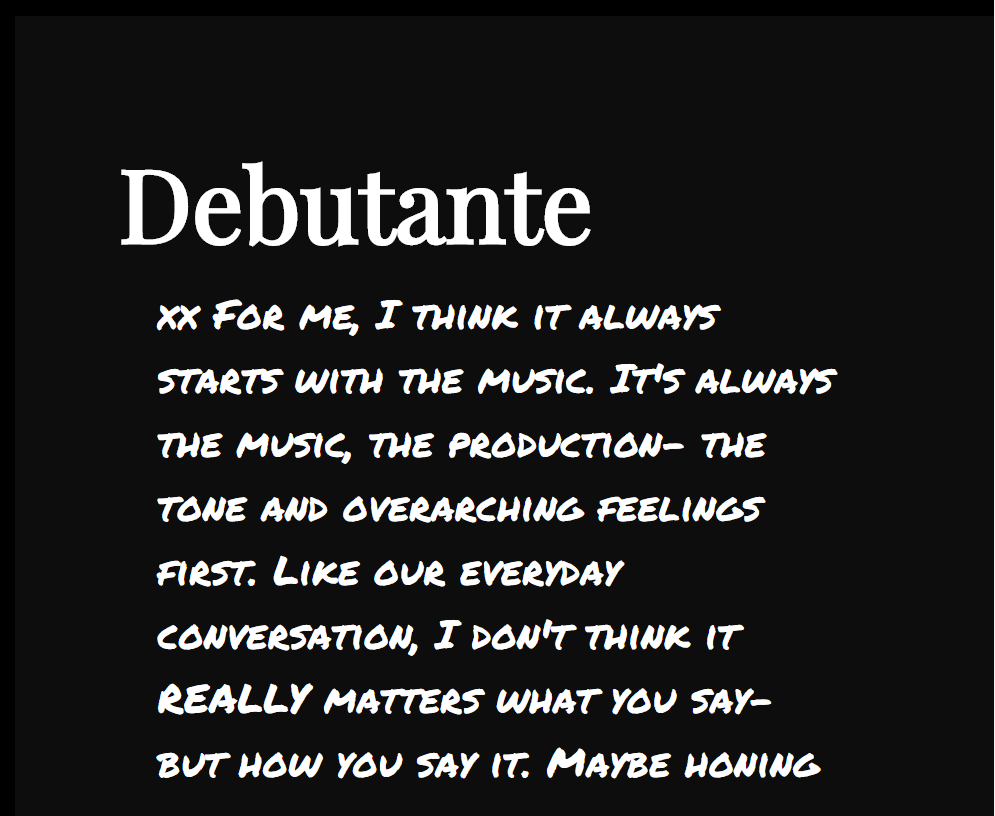 Debutante
xx For me, I think it always
starts with the music. It's always
the music, the production- the
tone and overarching feelings
first. Like our everyday
conversation, I don't think it
REALLY matters what you say-
but how you say it. Maybe honing